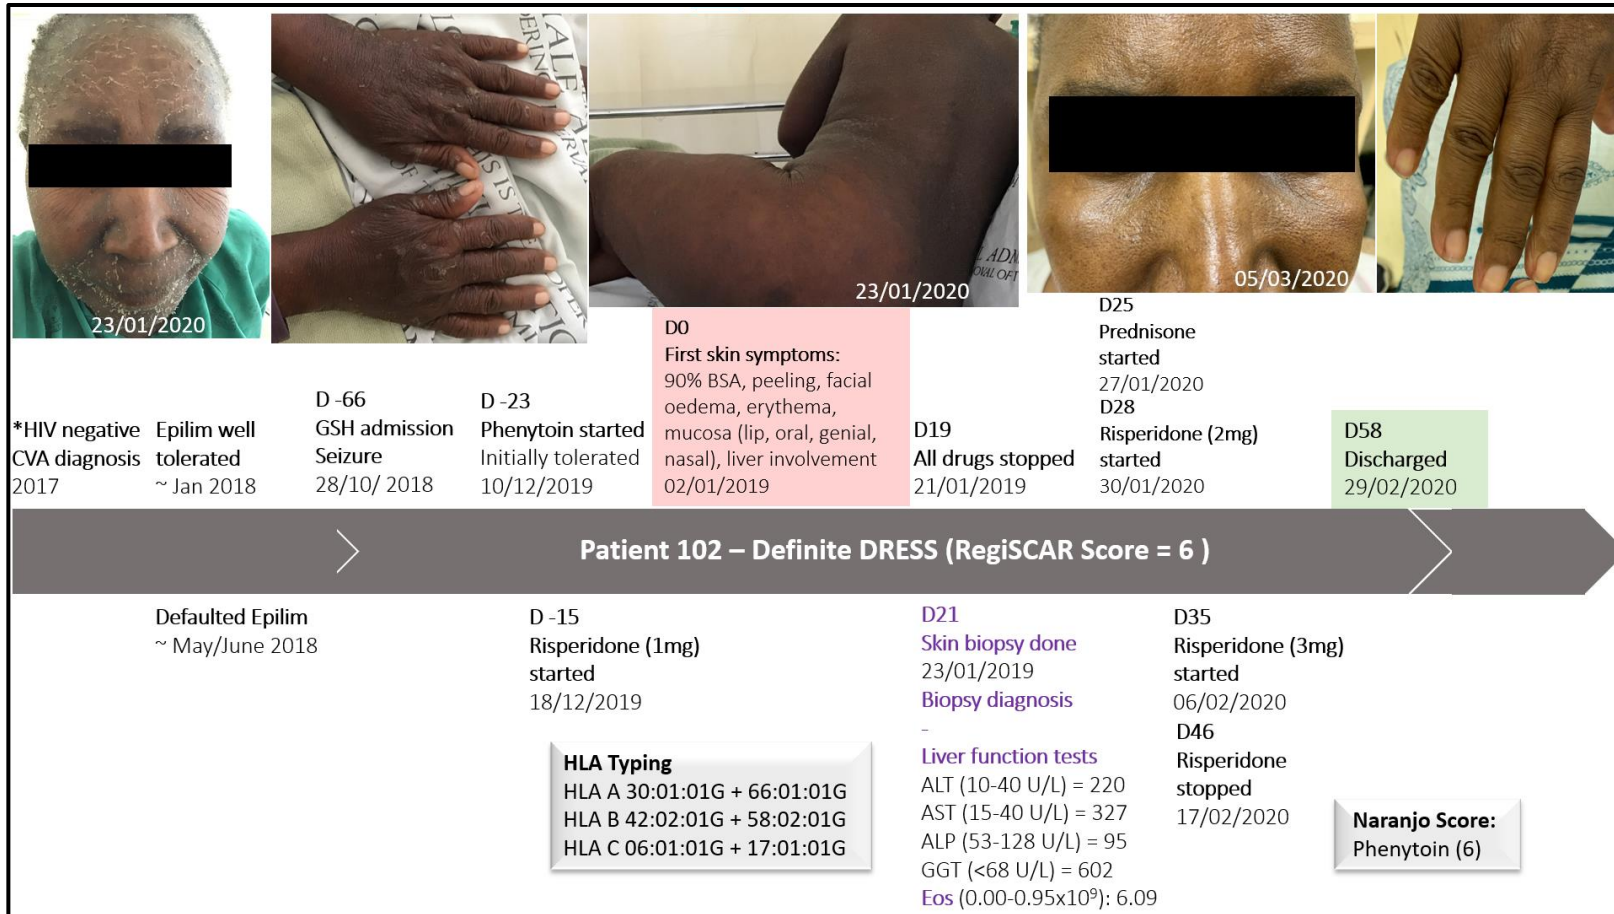 ALE A
DERING
ERVA
THIS IS THE
OF T
23/01/2020
23/01/2020
05/03/2020
D0
First skin symptoms:
90% BSA, peeling, facial
oedema, erythema,
mucosa (lip, oral, genial,
nasal), liver involvement
02/01/2019
D25
Prednisone
started
27/01/2020
*HIV negative
CVA diagnosis
2017
Epilim well
tolerated
~ Jan 2018
D -66
GSH admission
Seizure
28/10/ 2018
D -23
Phenytoin started
Initially tolerated
10/12/2019
D19
All drugs stopped
21/01/2019
D28
Risperidone (2mg)
started
30/01/2020
D58
Discharged
29/02/2020
Patient 102 – Definite DRESS (RegiSCAR Score = 6 )
Defaulted Epilim
~ May/June 2018
D -15
Risperidone (1mg)
started
18/12/2019
HLA Typing
HLA A 30:01:01G + 66:01:01G
HLA B 42:02:01G + 58:02:01G
HLA C 06:01:01G + 17:01:01G
D21
Skin biopsy done
23/01/2019
Biopsy diagnosis
-
Liver function tests
ALT (10-40 U/L) = 220
AST (15-40 U/L) = 327
ALP (53-128 U/L) = 95
GGT (<68 U/L) = 602
Eos (0.00-0.95x10⁹): 6.09
D35
Risperidone (3mg)
started
06/02/2020
D46
Risperidone
stopped
17/02/2020
Naranjo Score:
Phenytoin (6)